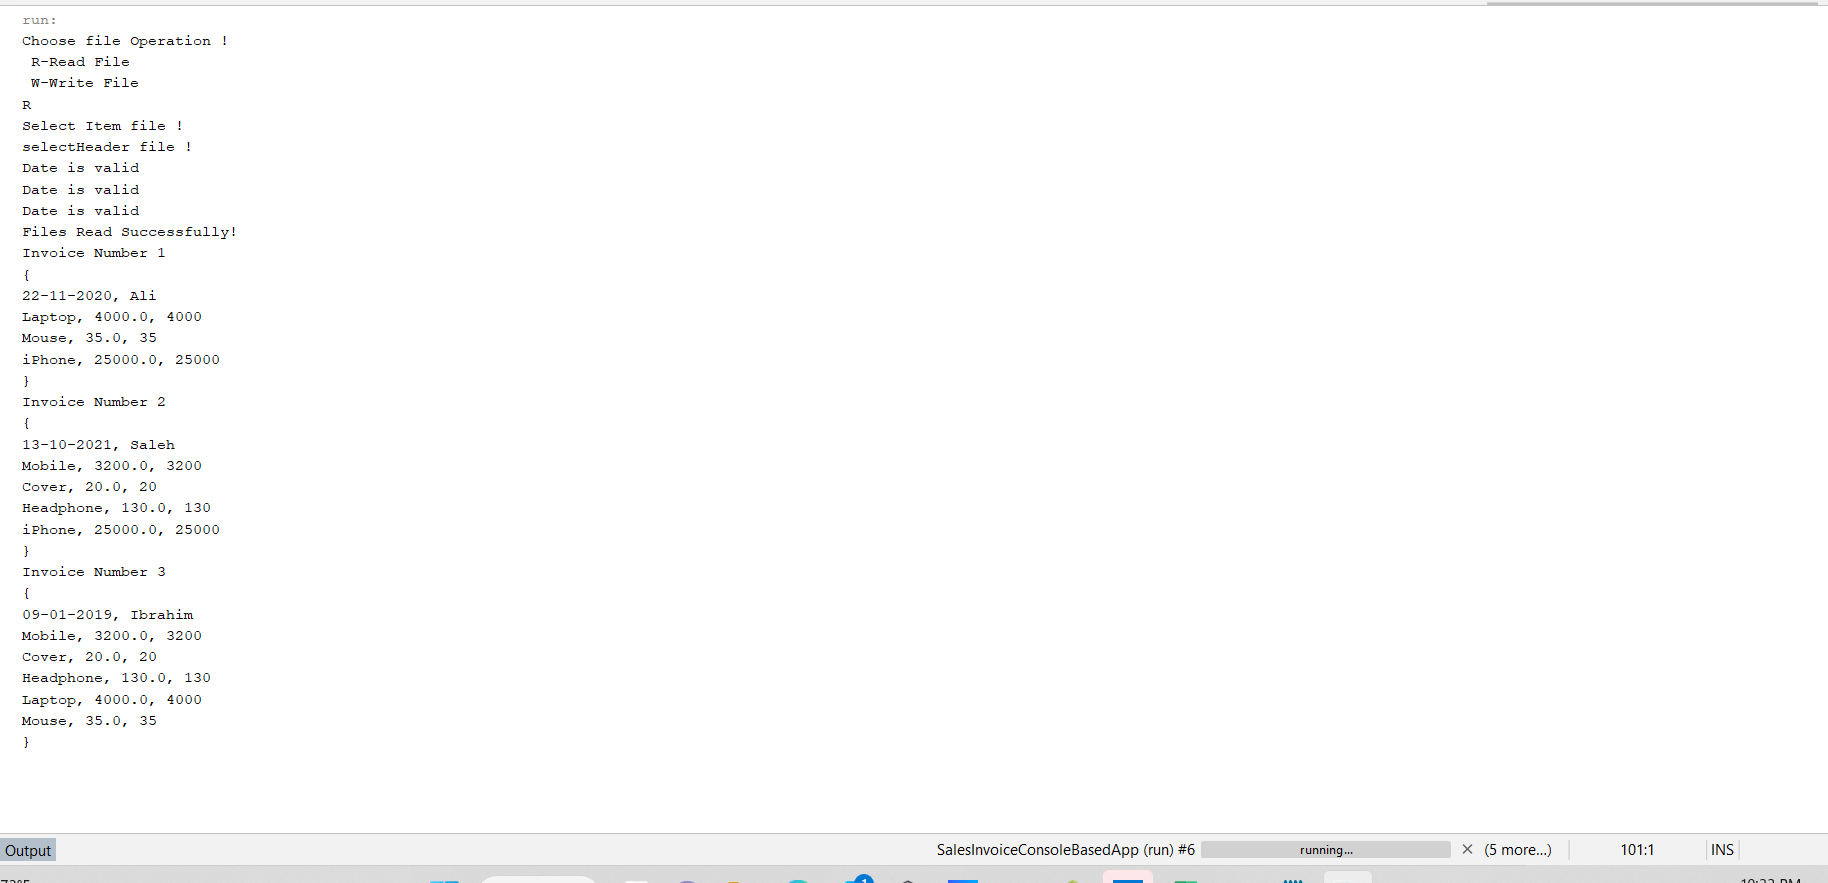 run:
Choose file Operation !
R-Read File
W-Write File
R
Select Item file !
selectHeader file !
Date is valid
Date is valid
Date is valid
Files Read Successfully!
Invoice Number 1
{
22-11-2020, Ali
Laptop, 4000.0, 4000
Mouse, 35.0, 35
iPhone, 25000.0, 25000
}
Invoice Number 2
{
13-10-2021, Saleh
Mobile, 3200.0, 3200
Cover, 20.0, 20
Headphone, 130.0, 130
iPhone, 25000.0, 25000
}
Invoice Number 3
{
09-01-2019, Ibrahim
Mobile, 3200.0, 3200
Cover, 20.0, 20
Headphone, 130.0, 130
Laptop, 4000.0, 4000
Mouse, 35.0, 35
}
Output SalesInvoiceConsoleBasedApp (run) #6 running... (5 more...) 101:1 INS